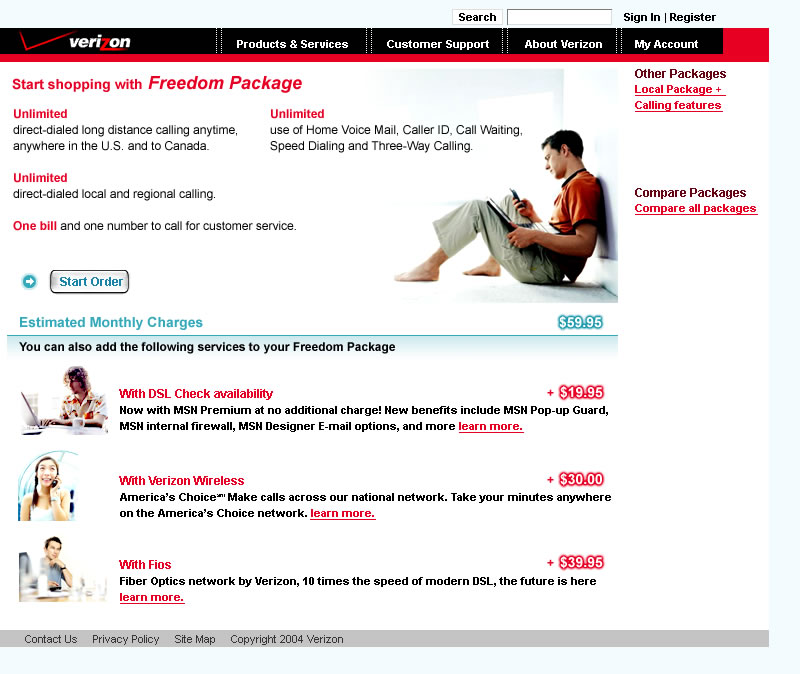 Search
Sign In | Register
verizon
Products & Services
Customer Support
About Verizon
My Account
Start shopping with Freedom Package
Unlimited
direct-dialed long distance calling anytime,
anywhere in the U.S. and to Canada.
Unlimited
use of Home Voice Mail, Caller ID, Call Waiting,
Speed Dialing and Three-Way Calling.
Unlimited
direct-dialed local and regional calling.
One bill and one number to call for customer service.
Start Order
Other Packages
Local Package +
Calling features
Compare Packages
Compare all packages
Estimated Monthly Charges $59.95
You can also add the following services to your Freedom Package
With DSL Check availability + $19.95
Now with MSN Premium at no additional charge! New benefits include MSN Pop-up Guard,
MSN internal firewall, MSN Designer E-mail options, and more learn more.
With Verizon Wireless + $30.00
America's Choice℠ Make calls across our national network. Take your minutes anywhere
on the America's Choice network. learn more.
With Fios + $39.95
Fiber Optics network by Verizon, 10 times the speed of modern DSL, the future is here
learn more.
Contact Us Privacy Policy Site Map Copyright 2004 Verizon